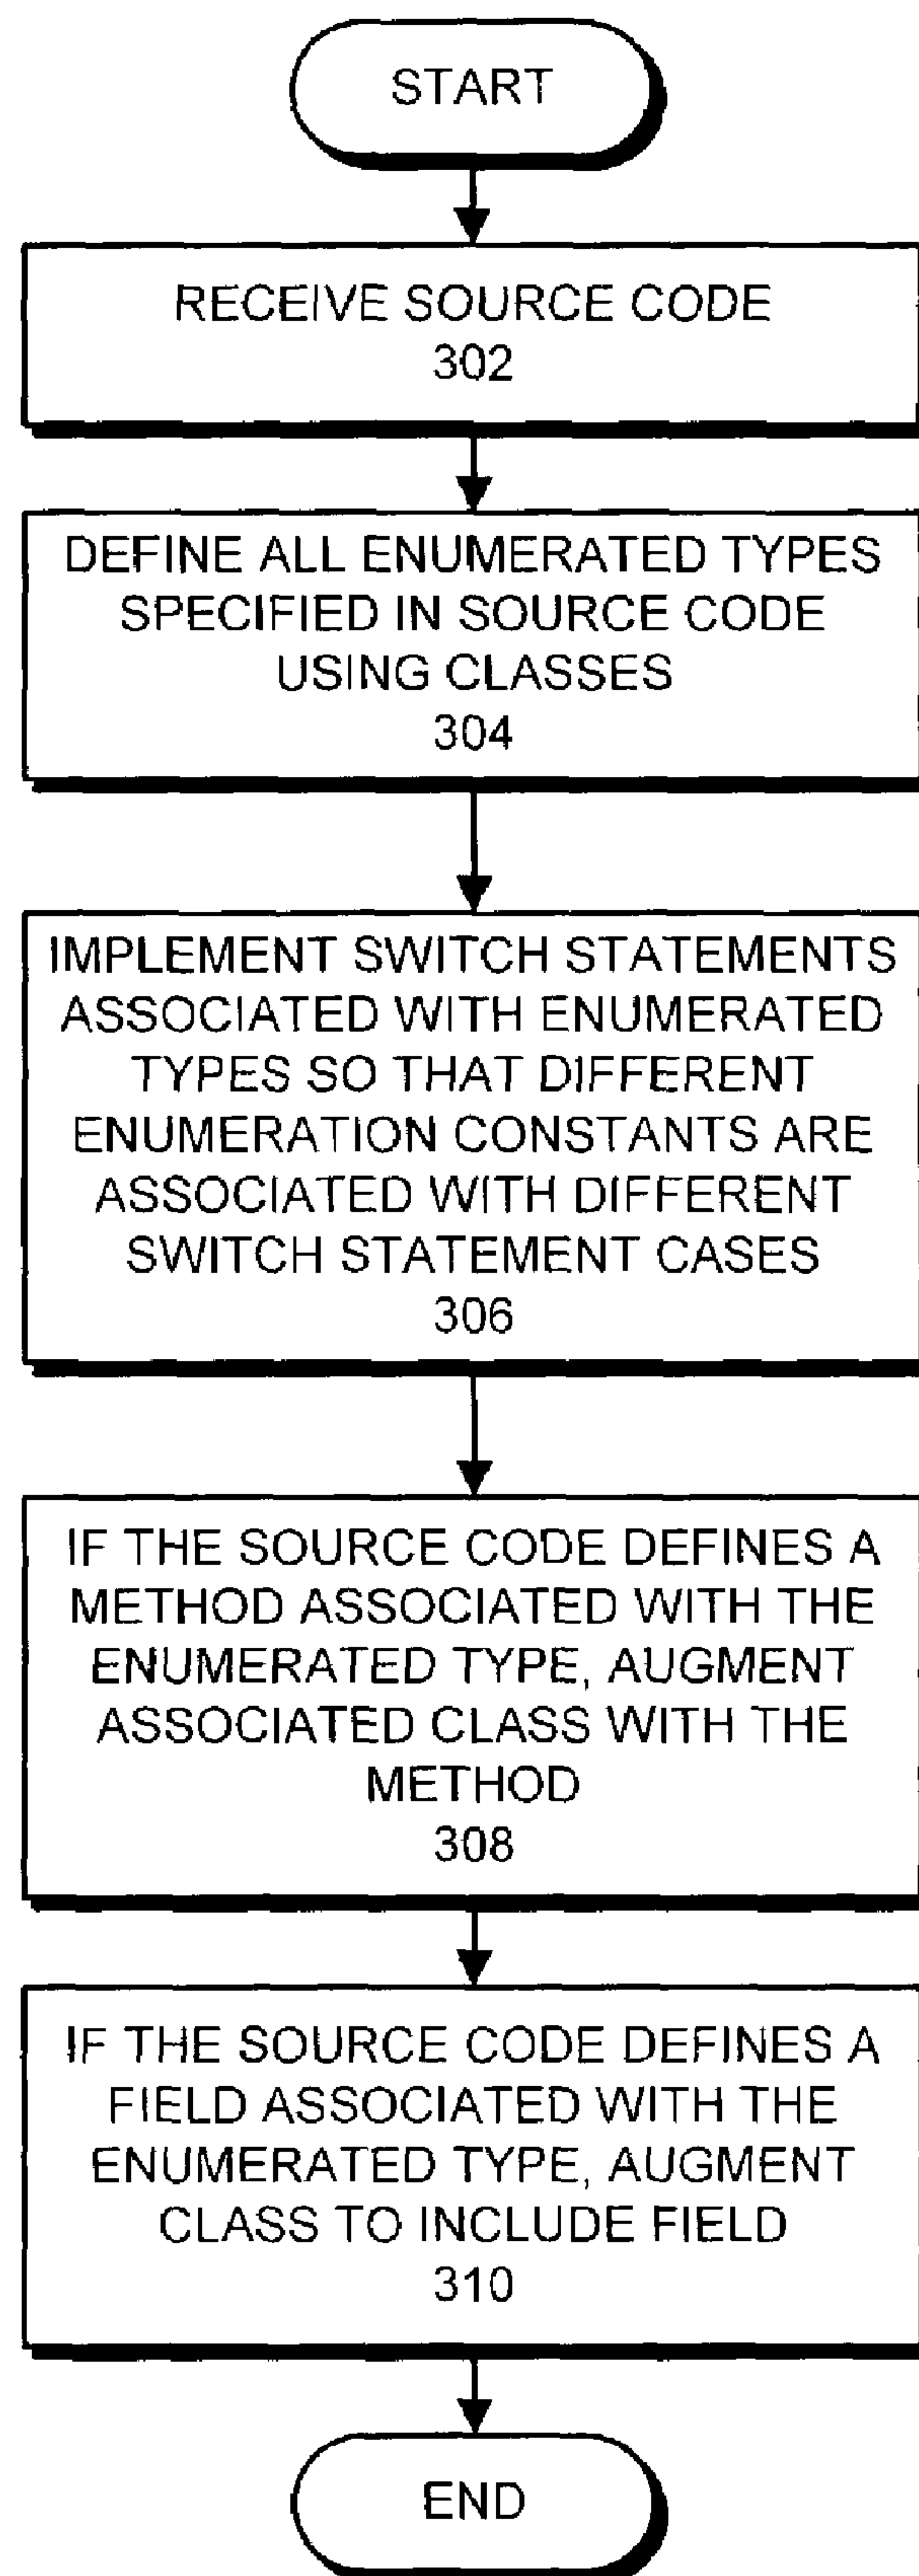 START
RECEIVE SOURCE CODE
302
DEFINE ALL ENUMERATED TYPES
SPECIFIED IN SOURCE CODE
USING CLASSES
304
IMPLEMENT SWITCH STATEMENTS
ASSOCIATED WITH ENUMERATED
TYPES SO THAT DIFFERENT
ENUMERATION CONSTANTS ARE
ASSOCIATED WITH DIFFERENT
SWITCH STATEMENT CASES
306
IF THE SOURCE CODE DEFINES A
METHOD ASSOCIATED WITH THE
ENUMERATED TYPE, AUGMENT
ASSOCIATED CLASS WITH THE
METHOD
308
IF THE SOURCE CODE DEFINES A
FIELD ASSOCIATED WITH THE
ENUMERATED TYPE, AUGMENT
CLASS TO INCLUDE FIELD
310
END